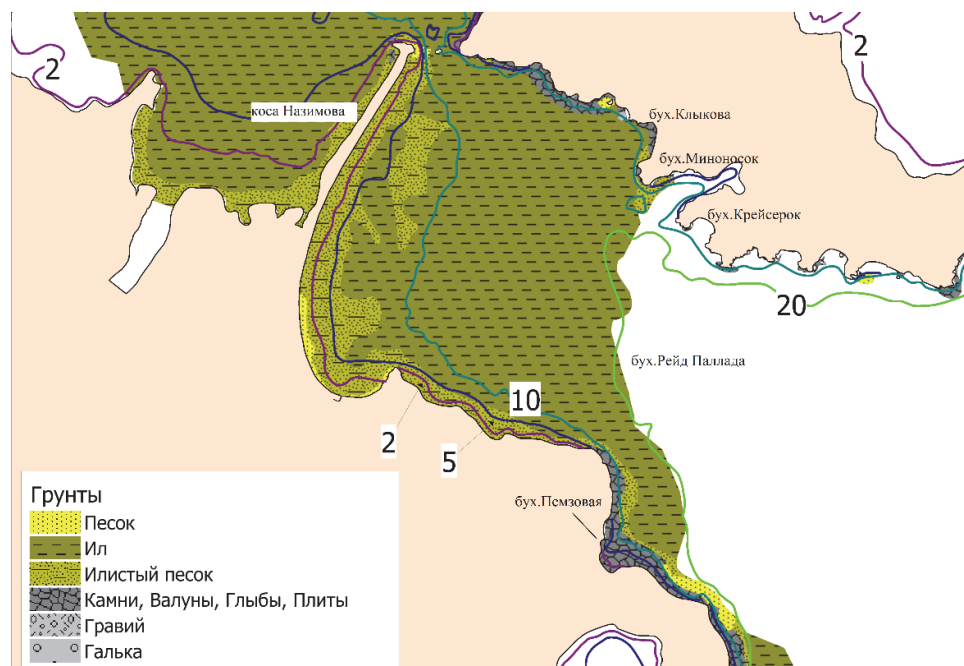 2
2
коса Назимова
бух.Клыкова
бух.Миноносок
бух.Крейсерок
20
бух.Рейд Паллада
10
2
5
бух.Пемзовая
Грунты
Песок
Ил
Илистый песок
Камни, Валуны, Глыбы, Плиты
Гравий
Галька